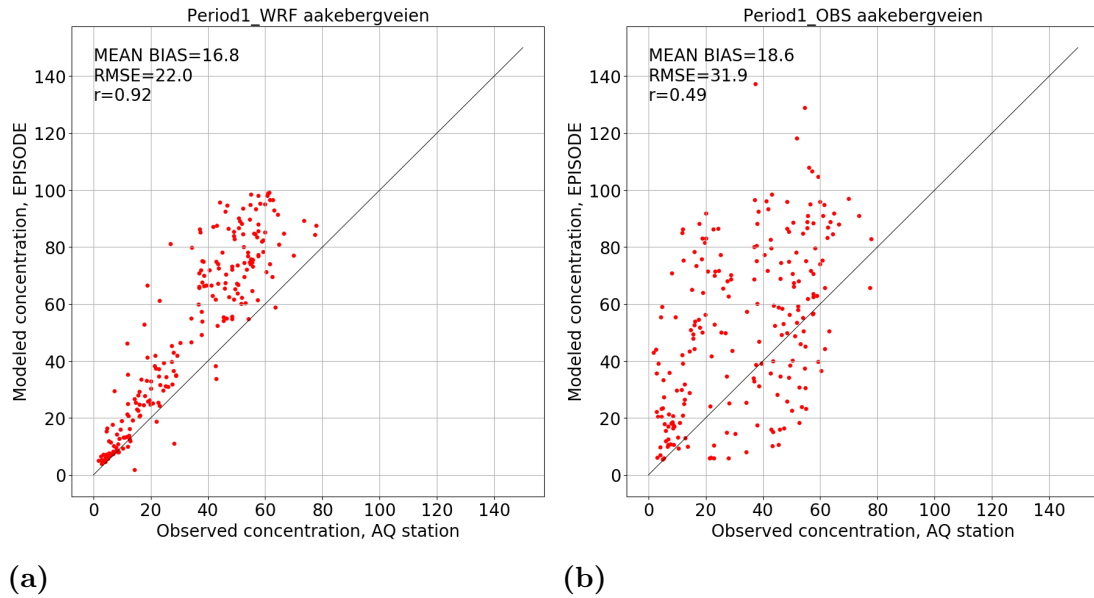 Period1_WRF aakebergveien
MEAN BIAS=16.8
RMSE=22.0
r=0.92
Modeled concentration, EPISODE
140
120
100
80
60
40
20
0
0 20 40 60 80 100 120 140
Observed concentration, AQ station
(a)
Period1_OBS aakebergveien
MEAN BIAS=18.6
RMSE=31.9
r=0.49
Modeled concentration, EPISODE
140
120
100
80
60
40
20
0
0 20 40 60 80 100 120 140
Observed concentration, AQ station
(b)